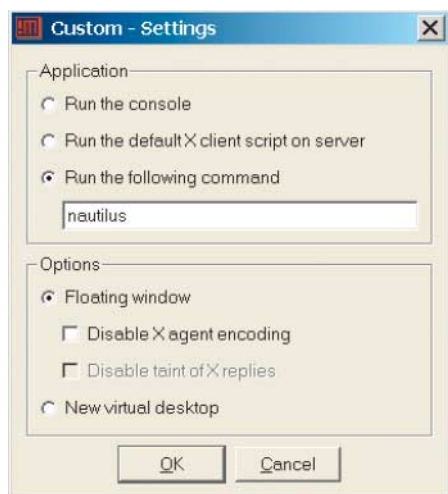 Custom - Settings
Application
Run the console
Run the default X client script on server
Run the following command
nautilus
Options
Floating window
Disable X agent encoding
Disable taint of X replies
New virtual desktop
OK
Cancel